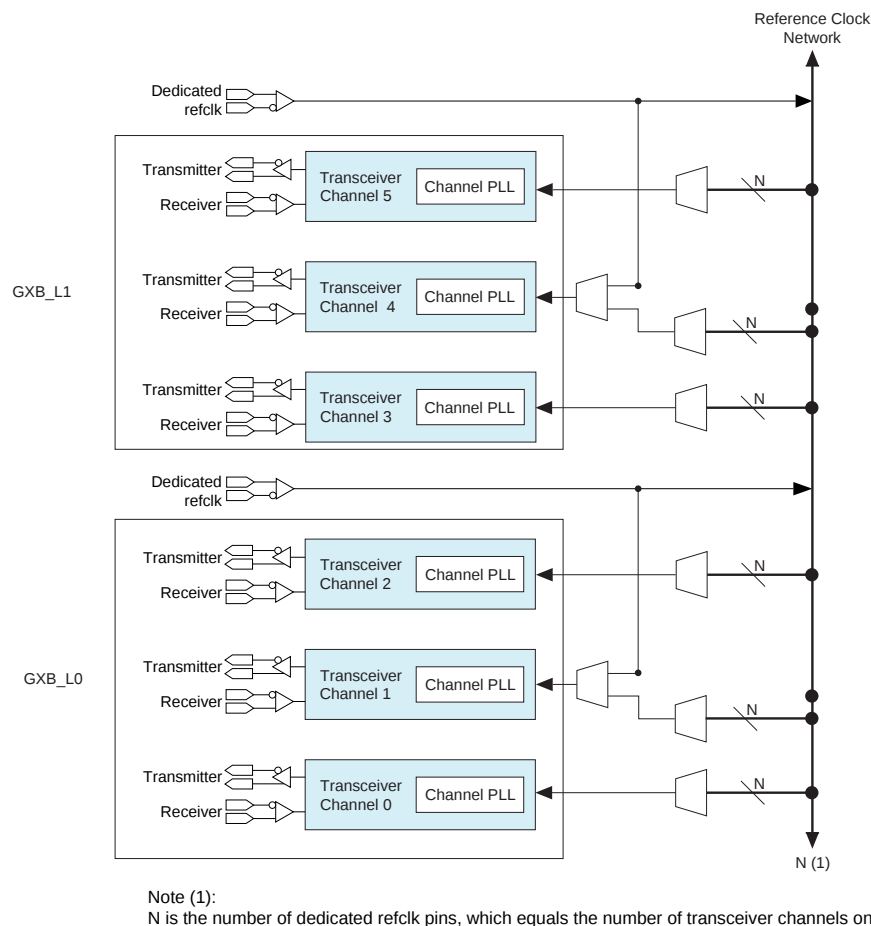 Reference Clock
Network
Dedicated
refclk
Transmitter
Receiver
Transceiver
Channel 5
Channel PLL
N
GXB_L1
Transmitter
Receiver
Transceiver
Channel 4
Channel PLL
N
Transmitter
Receiver
Transceiver
Channel 3
Channel PLL
N
Dedicated
refclk
Transmitter
Receiver
Transceiver
Channel 2
Channel PLL
N
GXB_L0
Transmitter
Receiver
Transceiver
Channel 1
Channel PLL
N
Transmitter
Receiver
Transceiver
Channel 0
Channel PLL
N
N (1)
Note (1):
N is the number of dedicated refclk pins, which equals the number of transceiver channels on